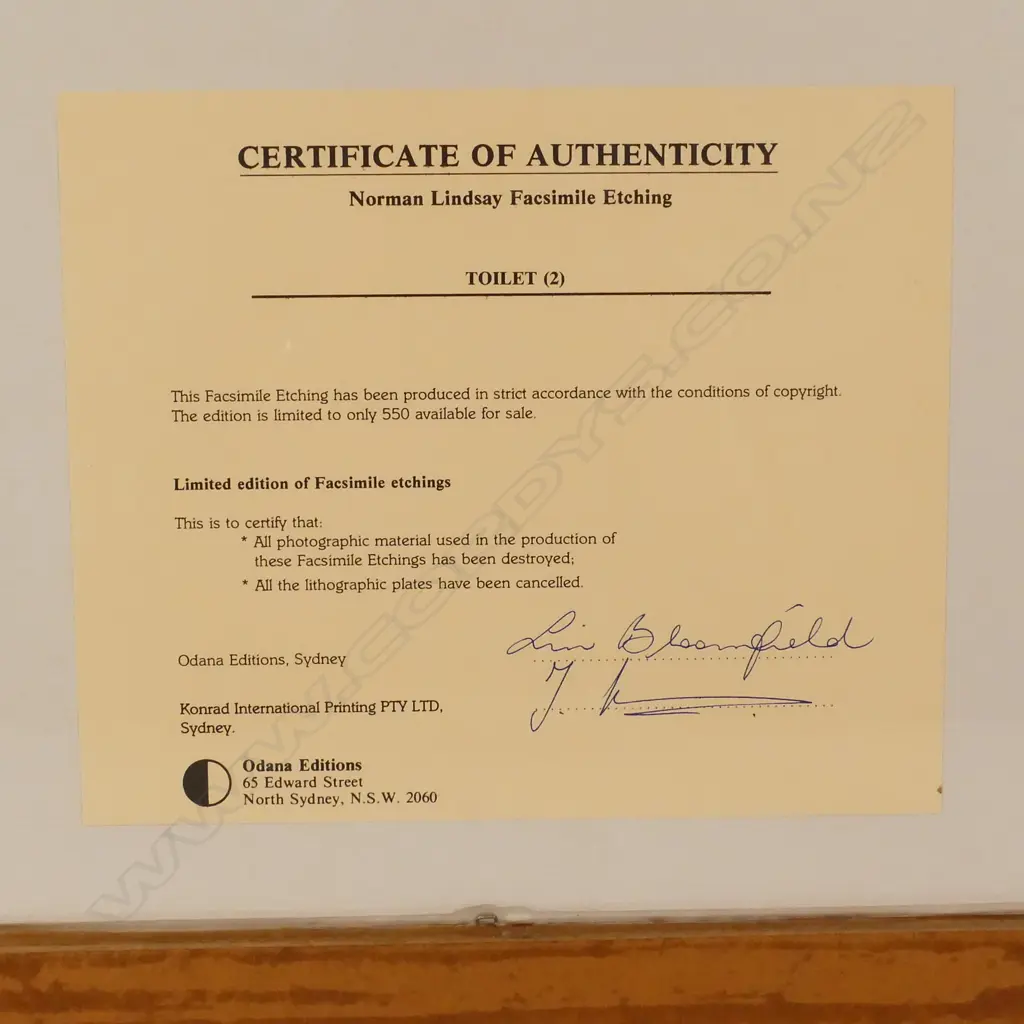 CERTIFICATE OF AUTHENTICITY
Norman Lindsay Facsimile Etching
TOILET (2)
This Facsimile Etching has been produced in strict accordance with the conditions of copyright.
The edition is limited to only 550 available for sale.
Limited edition of Facsimile etchings
This is to certify that:
* All photographic material used in the production of
these Facsimile Etchings has been destroyed;
* All the lithographic plates have been cancelled.
Lin Bloomfield
Odana Editions, Sydney
Konrad International Printing PTY LTD,
Sydney.
Odana Editions
65 Edward Street
North Sydney, N.S.W. 2060
WWW.CORDYS.CO.NZ